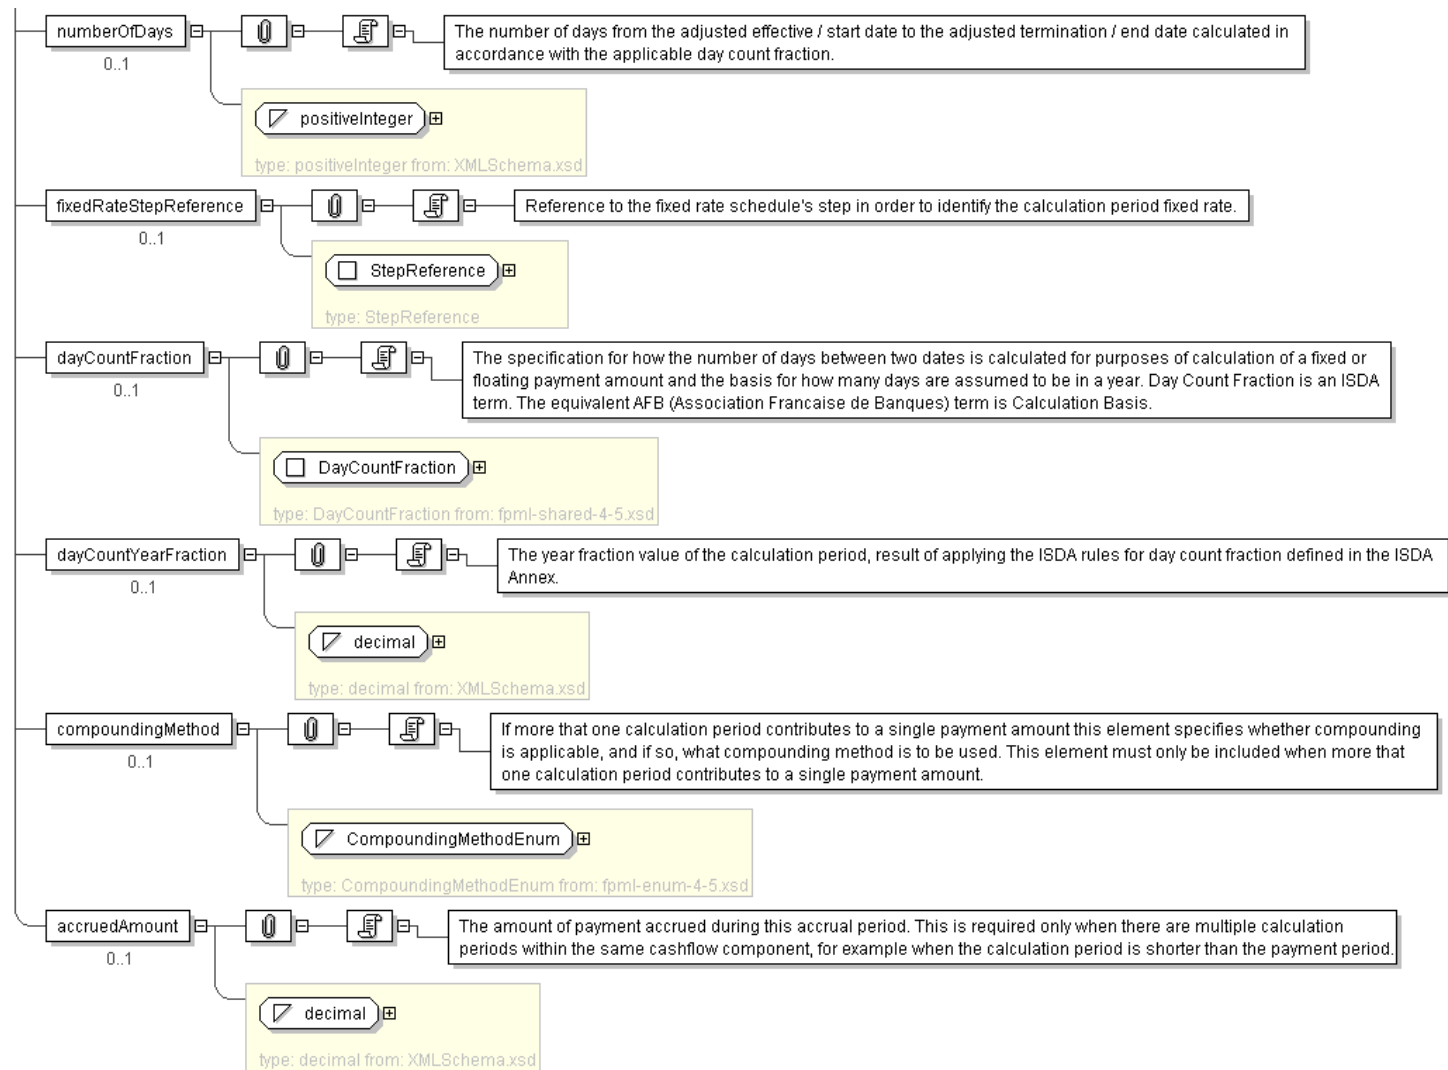 numberOfDays
The number of days from the adjusted effective / start date to the adjusted termination / end date calculated in
accordance with the applicable day count fraction.
0..1
positiveInteger
type: positiveInteger from: XMLSchema.xsd
fixedRateStepReference
Reference to the fixed rate schedule's step in order to identify the calculation period fixed rate.
0..1
StepReference
type: StepReference
dayCountFraction
The specification for how the number of days between two dates is calculated for purposes of calculation of a fixed or
floating payment amount and the basis for how many days are assumed to be in a year. Day Count Fraction is an ISDA
term. The equivalent AFB (Association Francaise de Banques) term is Calculation Basis.
0..1
DayCountFraction
type: DayCountFraction from: fpml-shared-4-5.xsd
dayCountYearFraction
The year fraction value of the calculation period, result of applying the ISDA rules for day count fraction defined in the ISDA
Annex.
0..1
decimal
type: decimal from: XMLSchema.xsd
compoundingMethod
If more that one calculation period contributes to a single payment amount this element specifies whether compounding
is applicable, and if so, what compounding method is to be used. This element must only be included when more that
one calculation period contributes to a single payment amount.
0..1
CompoundingMethodEnum
type: CompoundingMethodEnum from: fpml-enum-4-5.xsd
accruedAmount
The amount of payment accrued during this accrual period. This is required only when there are multiple calculation
periods within the same cashflow component, for example when the calculation period is shorter than the payment period.
0..1
decimal
type: decimal from: XMLSchema.xsd